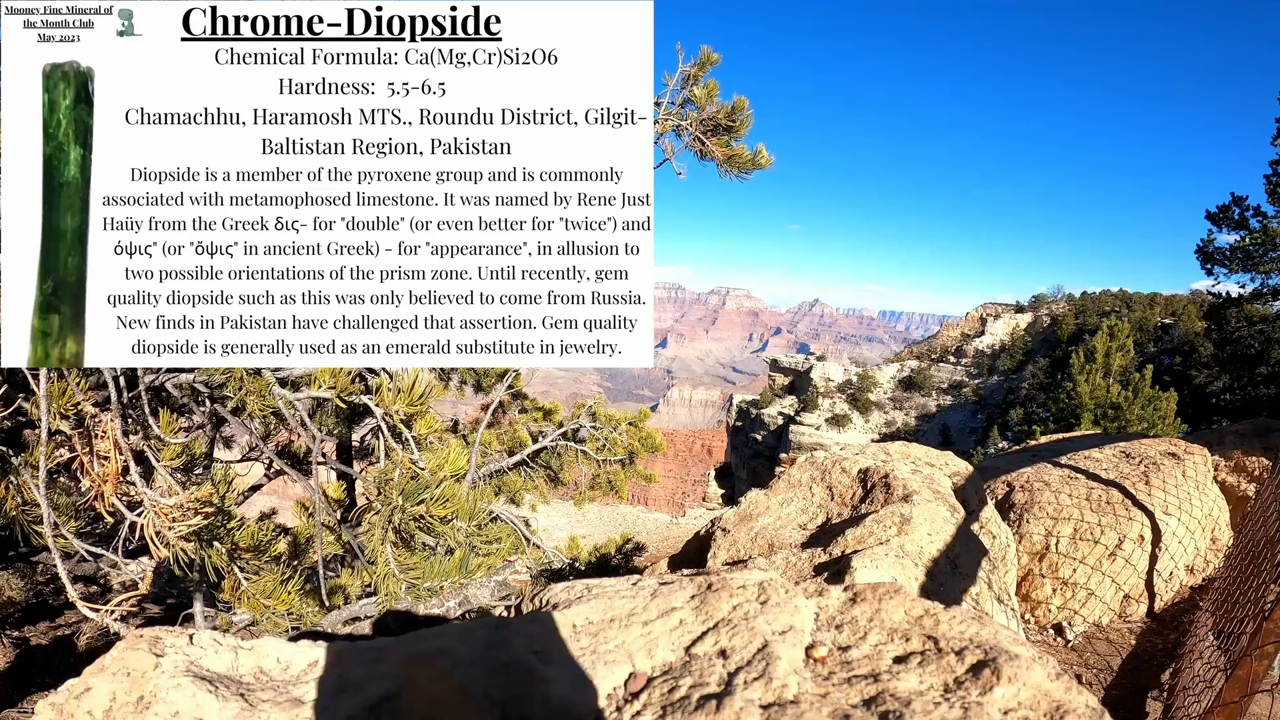 Mooney Fine Mineral of
the Month Club
May 2023
Chrome-Diopside
Chemical Formula: Ca(Mg,Cr)Si2O6
Hardness:  5.5-6.5
Chamachhu, Haramosh MTS., Roundu District, Gilgit-
Baltistan Region, Pakistan
Diopside is a member of the pyroxene group and is commonly
associated with metamophosed limestone. It was named by Rene Just
Haüy from the Greek δις- for "double" (or even better for "twice") and
όψις" (or "ὄψις" in ancient Greek) - for "appearance", in allusion to
two possible orientations of the prism zone. Until recently, gem
quality diopside such as this was only believed to come from Russia.
New finds in Pakistan have challenged that assertion. Gem quality
diopside is generally used as an emerald substitute in jewelry.